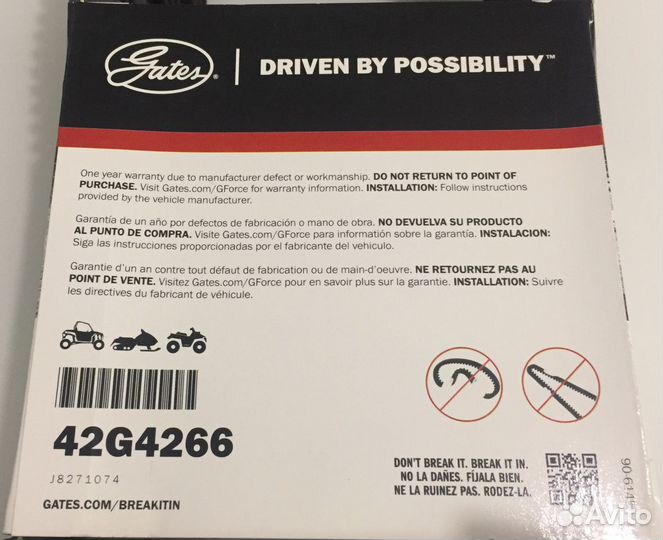 Gates®
DRIVEN BY POSSIBILITY™
One year warranty due to manufacturer defect or workmanship. DO NOT RETURN TO POINT OF
PURCHASE. Visit Gates.com/GForce for warranty information. INSTALLATION: Follow instructions
provided by the vehicle manufacturer.
Garantía de un año por defectos de fabricación o mano de obra. NO DEVUELVA SU PRODUCTO
AL PUNTO DE COMPRA. Visite Gates.com/GForce para información sobre la garantía. INSTALACION:
Siga las instrucciones proporcionadas por el fabricante del vehiculo.
Garantie d'un an contre tout défaut de fabrication ou de main-d'oeuvre. NE RETOURNEZ PAS AU
POINT DE VENTE. Visitez Gates.com/GForce pour en savoir plus sur la garantie. INSTALLATION: Suivre
les directives du fabricant de véhicule.
42G4266
J8271074
GATES.COM/BREAKITIN
DON'T BREAK IT. BREAK IT IN.
NO LA DAÑES. FÍJALA BIEN.
NE LA RUINEZ PAS. RODEZ-LA.
Avito